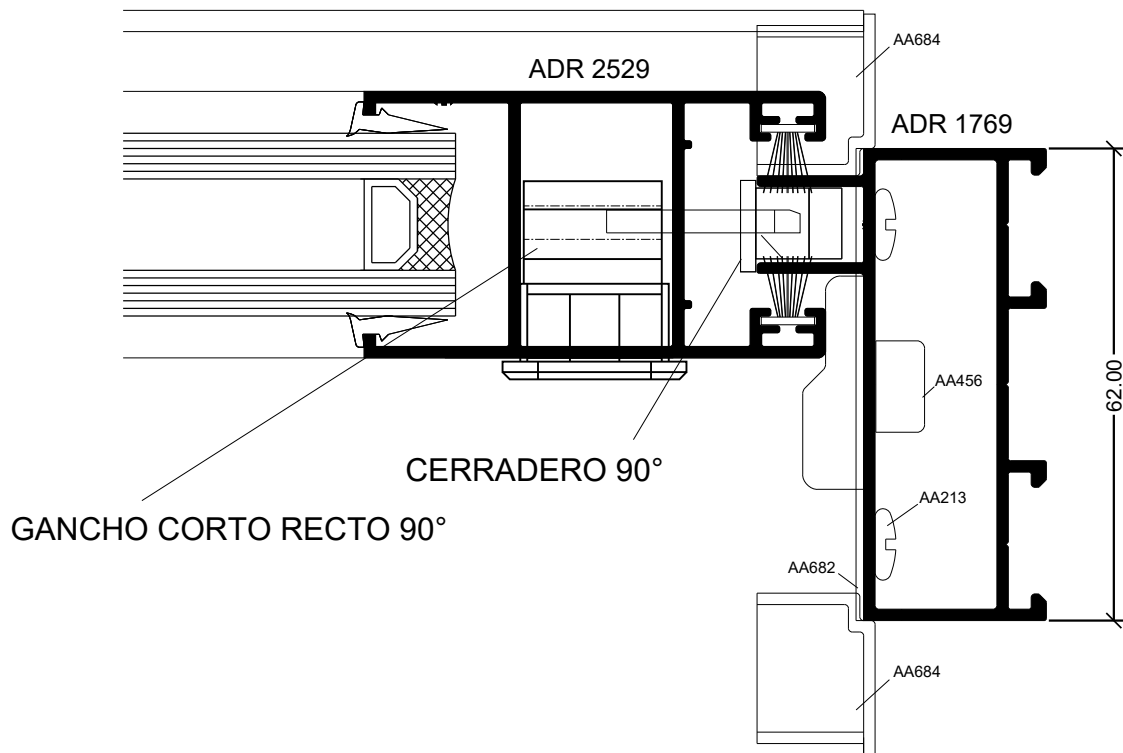 AA684
ADR 2529
ADR 1769
AA456
62.00
CERRADERO 90°
AA213
GANCHO CORTO RECTO 90°
AA682
AA684